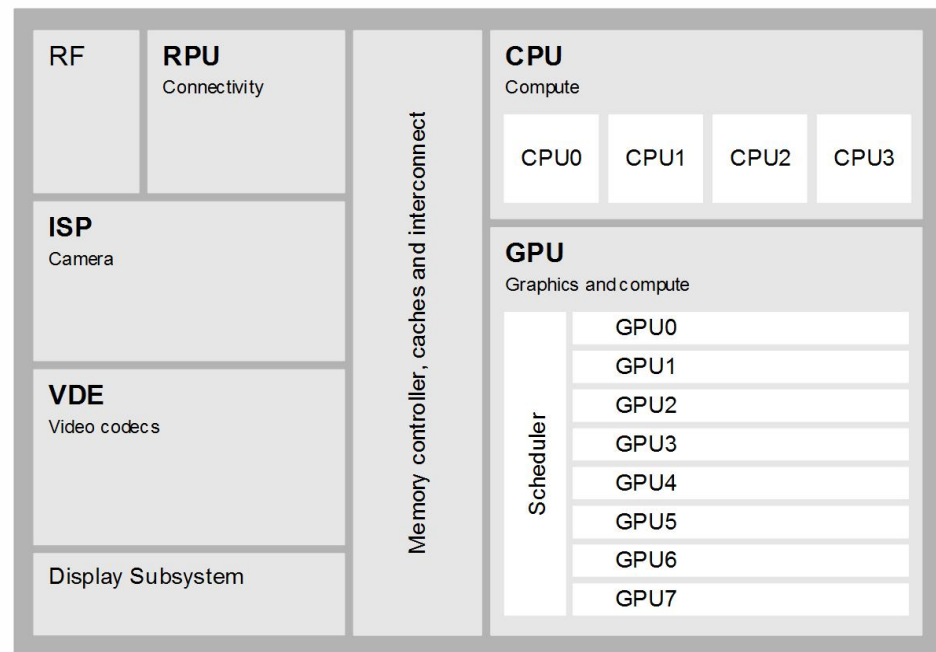 RF
RPU
Connectivity
ISP
Camera
VDE
Video codecs
Display Subsystem
Memory controller, caches and interconnect
CPU
Compute
CPU0
CPU1
CPU2
CPU3
GPU
Graphics and compute
Scheduler
GPU0
GPU1
GPU2
GPU3
GPU4
GPU5
GPU6
GPU7